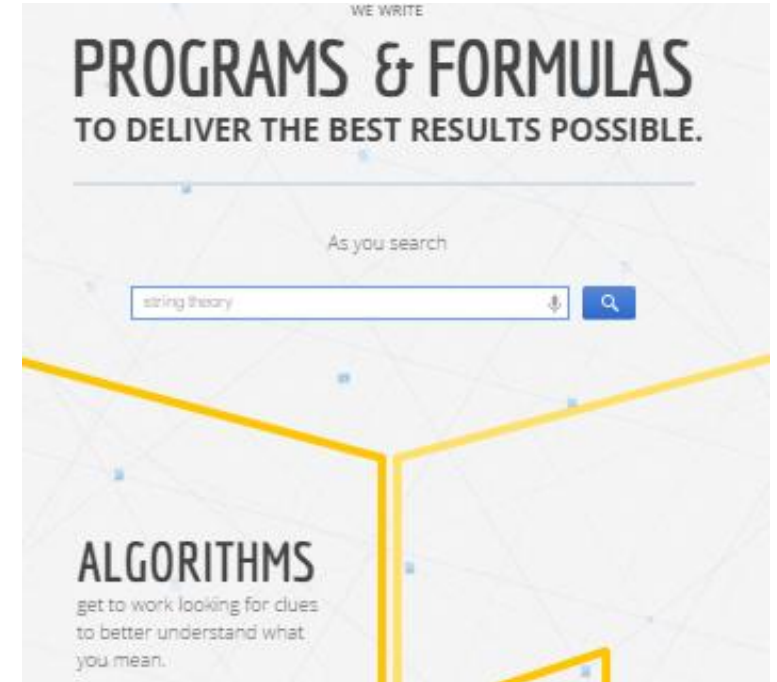 WE WRITE
PROGRAMS & FORMULAS
TO DELIVER THE BEST RESULTS POSSIBLE.
As you search
string theory
ALGORITHMS
get to work looking for clues
to better understand what
you mean.